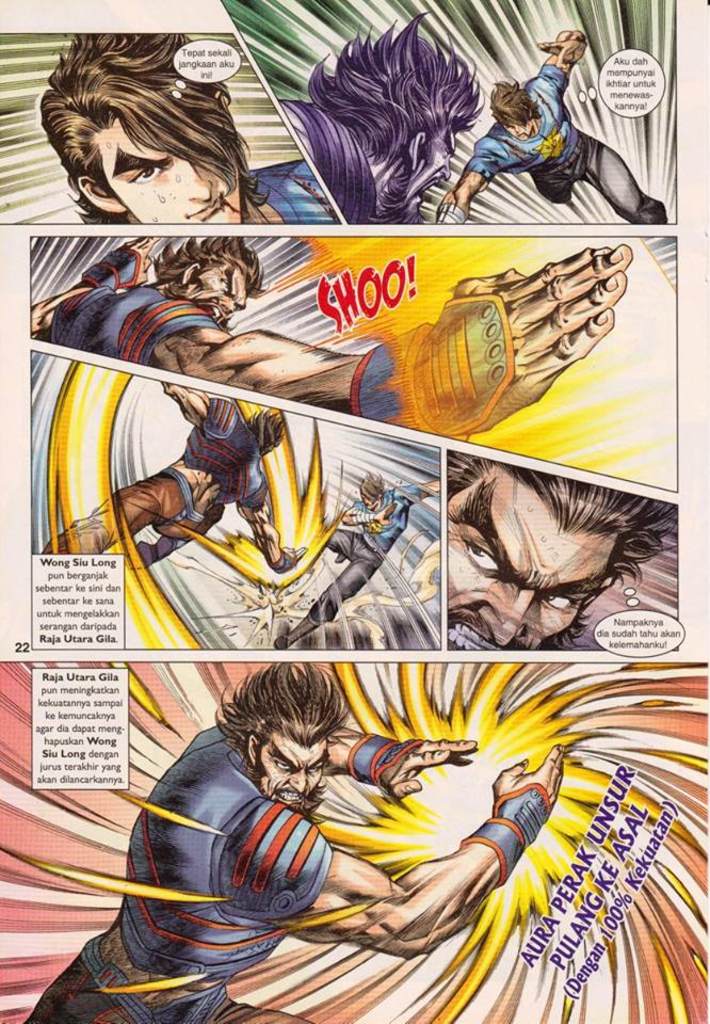 Tepat sekali
jangkaan aku
ini!
Aku dah
mempunyai
ikhtiar untuk
menewas-
kannya!
SHOO!
Wong Siu Long
pun berganjak
sebentar ke sini dan
sebentar ke sana
untuk mengelakkan
serangan daripada
Raja Utara Gila.
Nampaknya
dia sudah tahu akan
kelemahanku!
22
Raja Utara Gila
pun meningkatkan
kekuatannya sampai
ke kemuncaknya
agar dia dapat meng-
hapuskan Wong
Siu Long dengan
jurus terakhir yang
akan dilancarkannya.
AURA PERAK UNSUR
PULANG KE ASAL
(Dengan 100% Kekuatan)